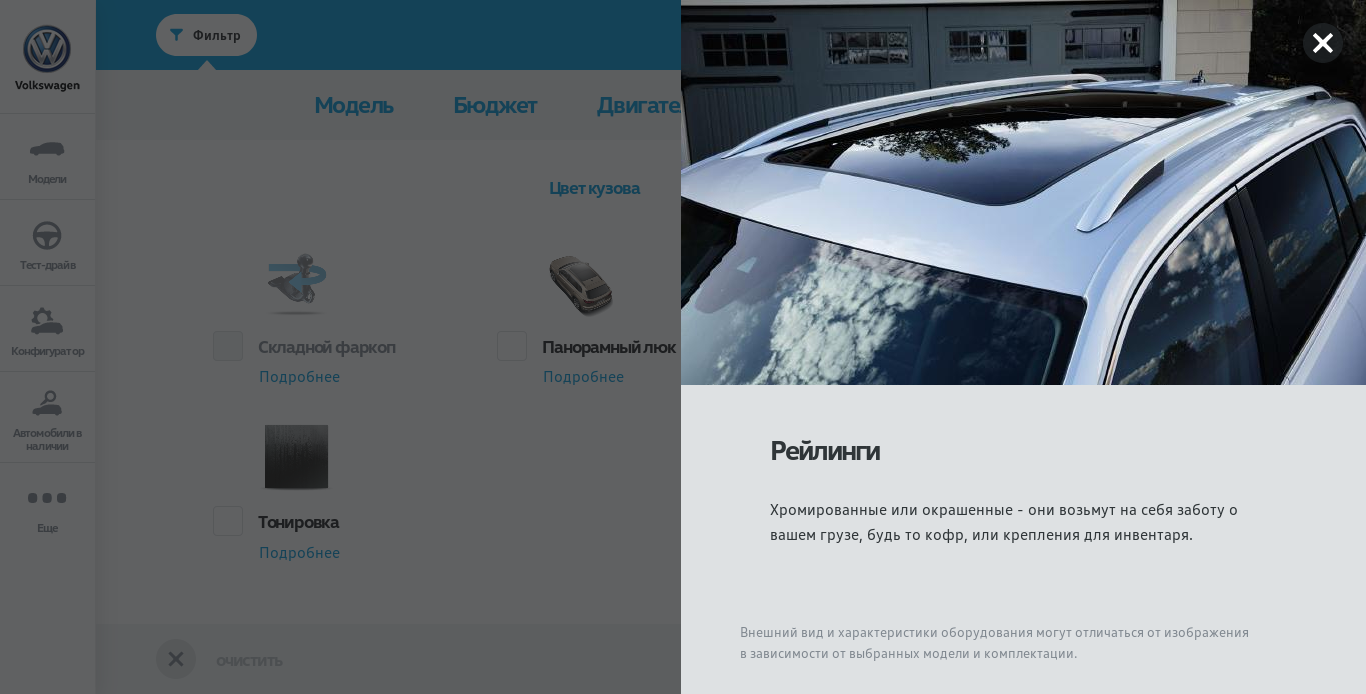 Volkswagen
Модели
Тест-драйв
Конфигуратор
Автомобили в
наличии
Еще
Фильтр
Модель
Бюджет
Двигате
Цвет кузова
Складной фаркоп
Подробнее
Панорамный люк
Подробнее
Тонировка
Подробнее
ОЧИСТИТЬ
Рейлинги
Хромированные или окрашенные - они возьмут на себя заботу о
вашем грузе, будь то кофр, или крепления для инвентаря.
Внешний вид и характеристики оборудования могут отличаться от изображения
в зависимости от выбранных модели и комплектации.